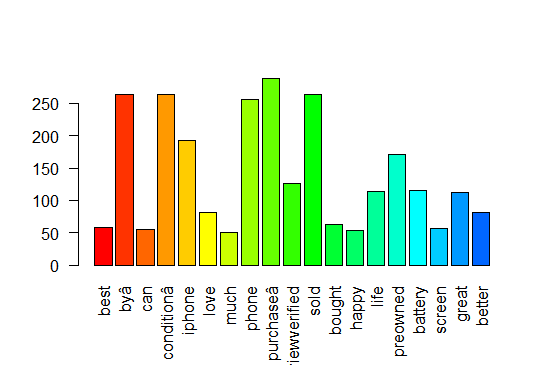 250
200
150
100
50
0
best
byâ
can
conditionâ
iphone
love
much
phone
purchaseâ
iewverified
sold
bought
happy
life
preowned
battery
screen
great
better